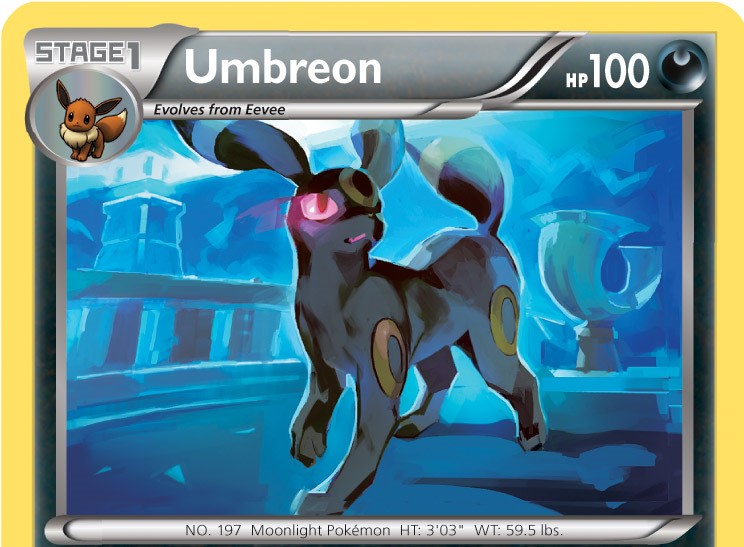 STAGE1
Umbreon
HP100
Evolves from Eevee
NO. 197 Moonlight Pokémon HT: 3'03" WT: 59.5 lbs.